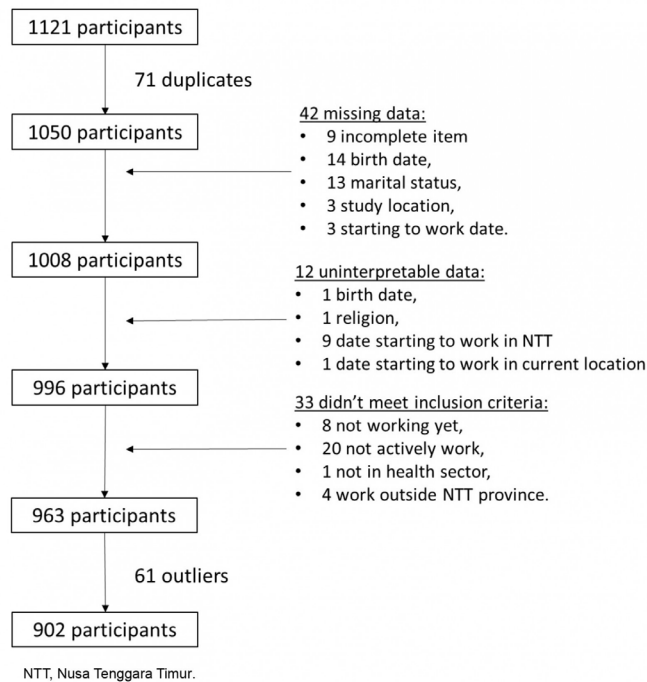 1121 participants
71 duplicates
1050 participants
42 missing data:
• 9 incomplete item
• 14 birth date,
• 13 marital status,
• 3 study location,
• 3 starting to work date.
1008 participants
12 uninterpretable data:
• 1 birth date,
• 1 religion,
• 9 date starting to work in NTT
• 1 date starting to work in current location
996 participants
33 didn’t meet inclusion criteria:
• 8 not working yet,
• 20 not actively work,
• 1 not in health sector,
• 4 work outside NTT province.
963 participants
61 outliers
902 participants
NTT, Nusa Tenggara Timur.